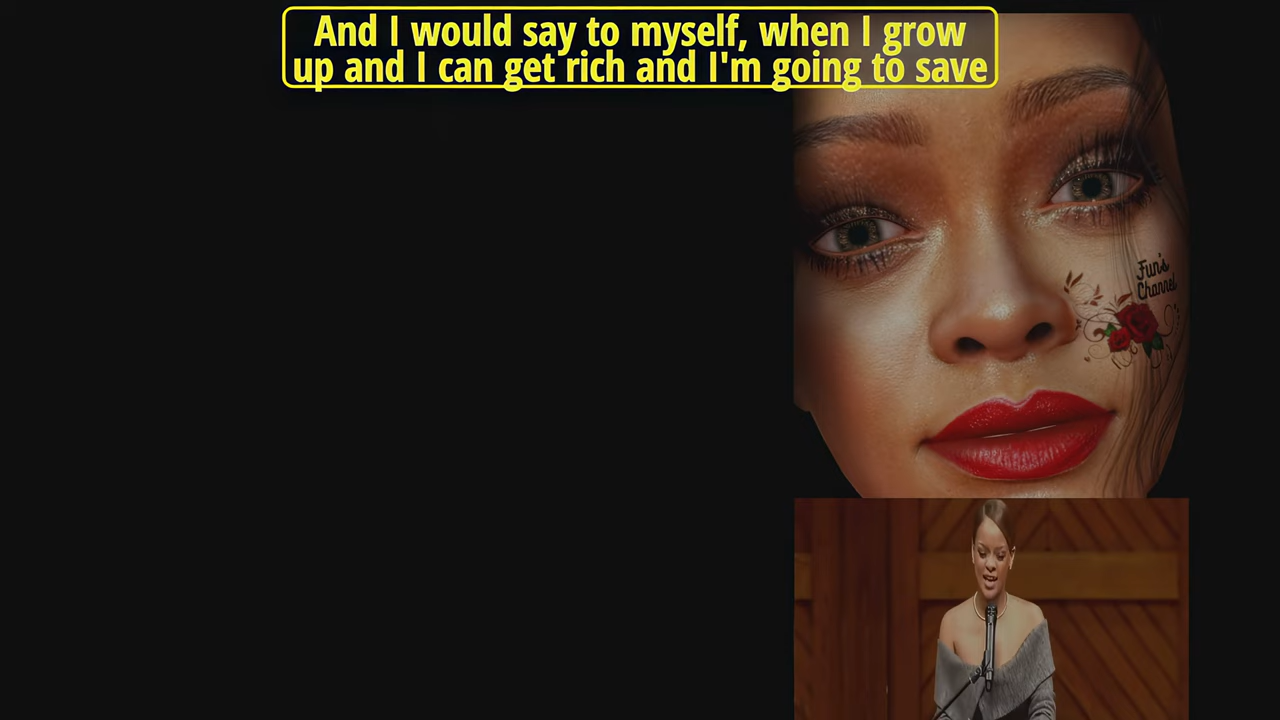 And I would say to myself, when I grow
up and I can get rich and I'm going to save
Fun's
Channel